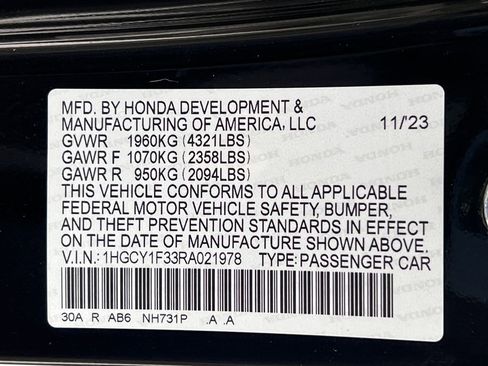 MFD. BY HONDA DEVELOPMENT &
MANUFACTURING OF AMERICA, LLC 11/23
GVWR 1960KG (4321LBS)
GAWR F 1070KG (2358LBS)
GAWR R 950KG (2094LBS)
THIS VEHICLE CONFORMS TO ALL APPLICABLE
FEDERAL MOTOR VEHICLE SAFETY, BUMPER,
AND THEFT PREVENTION STANDARDS IN EFFECT
ON THE DATE OF MANUFACTURE SHOWN ABOVE.
V.I.N.: 1HGCY1F33RA021978 TYPE: PASSENGER CAR
30A R AB6 NH731P .A .A